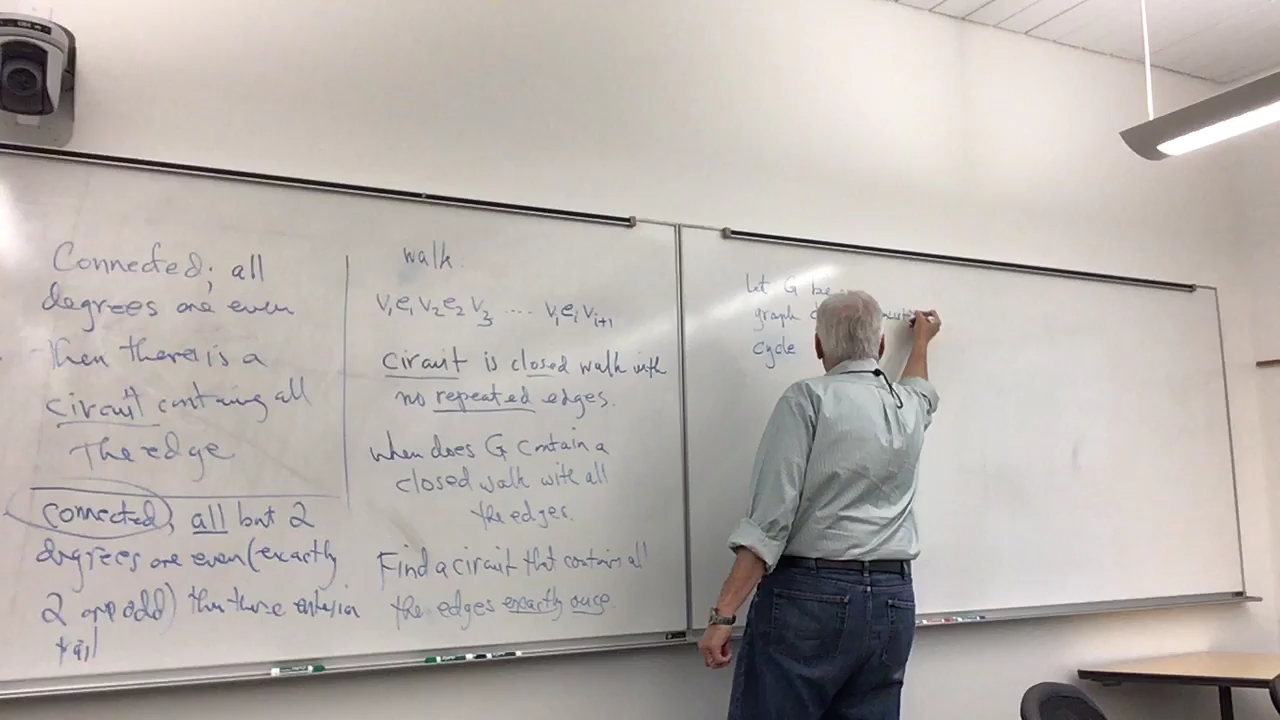 Connected; all
degrees are even
then there is a
circuit containg all
The edge
connected, all but 2
degrees are even (exactly
2 are odd) then there
trail
walk
v₁e₁v₂e₂v₃ .... vᵢeᵢvᵢ₊₁
circuit is closed walk with
no repeated edges.
when does G contain a
closed walk with all
the edges.
Find a circuit that contains all
the edges exactly once.
Let G be
graph
cycle